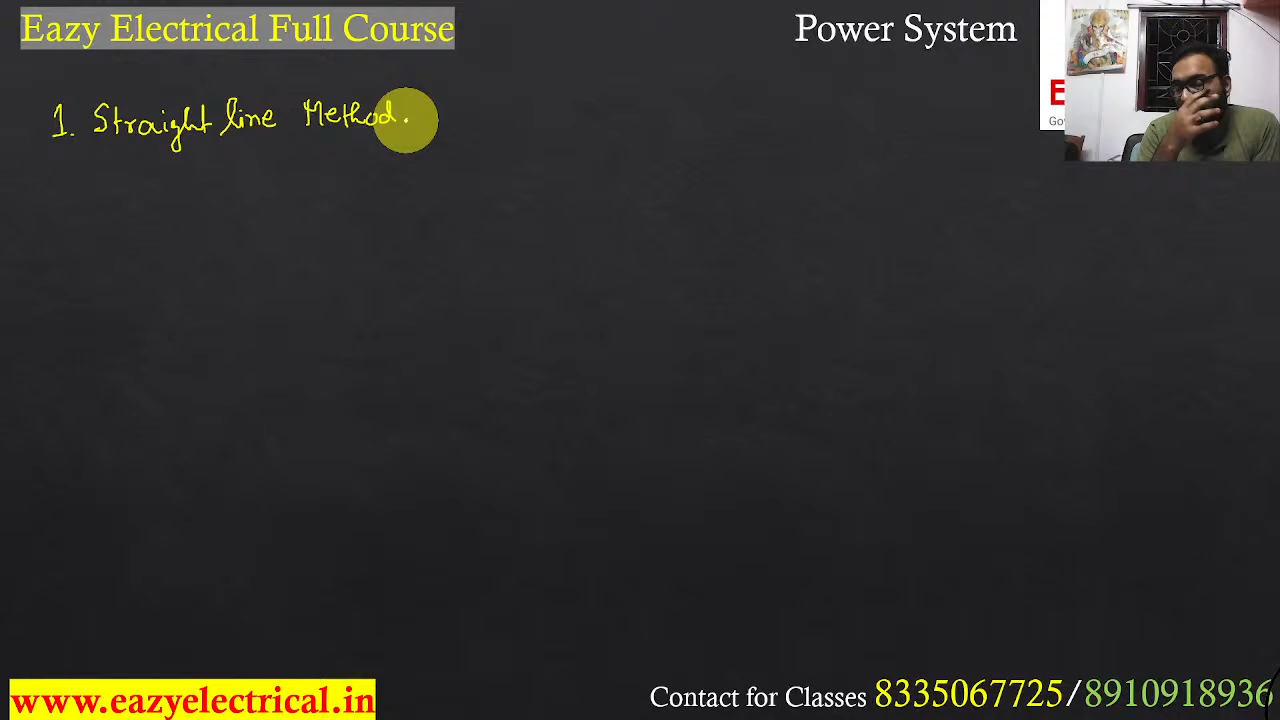 Eazy Electrical Full Course
Power System
1. Straight line Method.
www.eazyelectrical.in
Contact for Classes 8335067725/8910918936